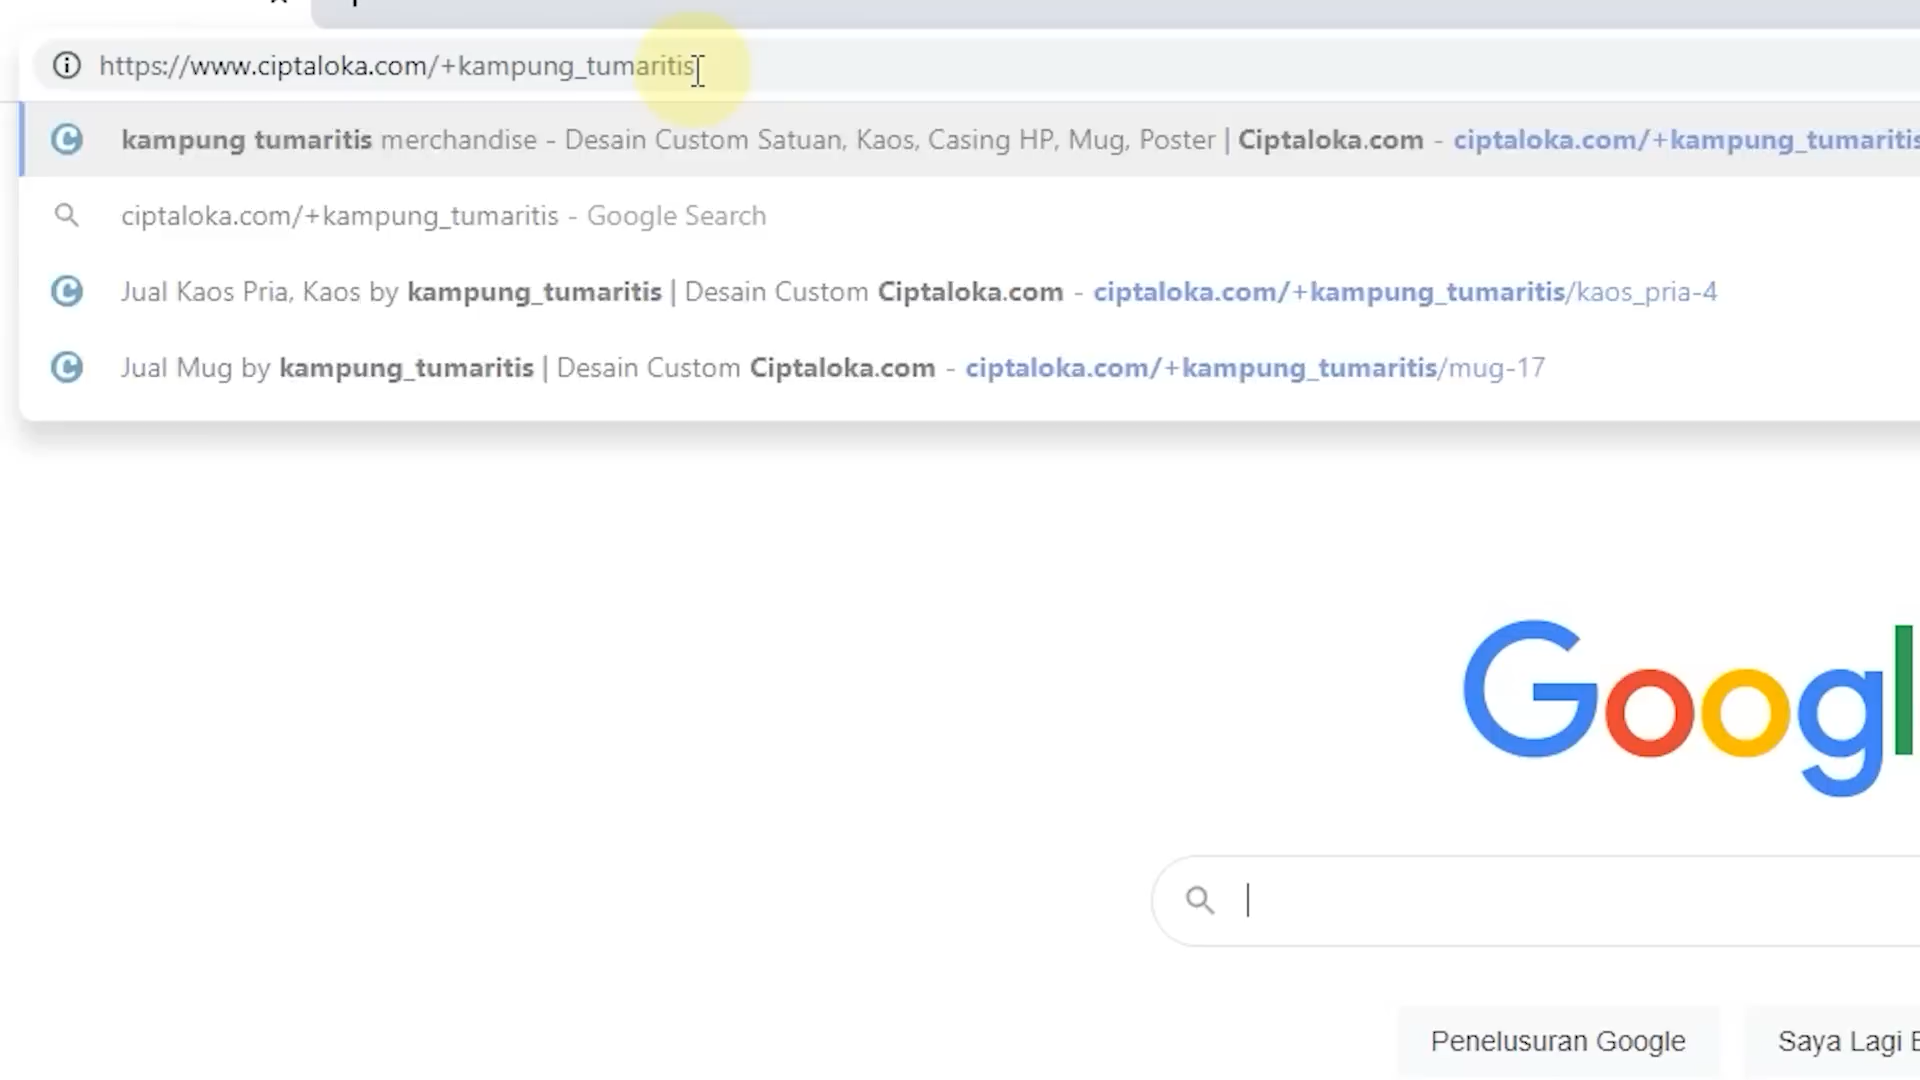 https://www.ciptaloka.com/+kampung_tumaritis
kampung tumaritis merchandise - Desain Custom Satuan, Kaos, Casing HP, Mug, Poster | Ciptaloka.com - ciptaloka.com/+kampung_tumaritis
ciptaloka.com/+kampung_tumaritis - Google Search
Jual Kaos Pria, Kaos by kampung_tumaritis | Desain Custom Ciptaloka.com - ciptaloka.com/+kampung_tumaritis/kaos_pria-4
Jual Mug by kampung_tumaritis | Desain Custom Ciptaloka.com - ciptaloka.com/+kampung_tumaritis/mug-17
Googl
Penelusuran Google
Saya Lagi